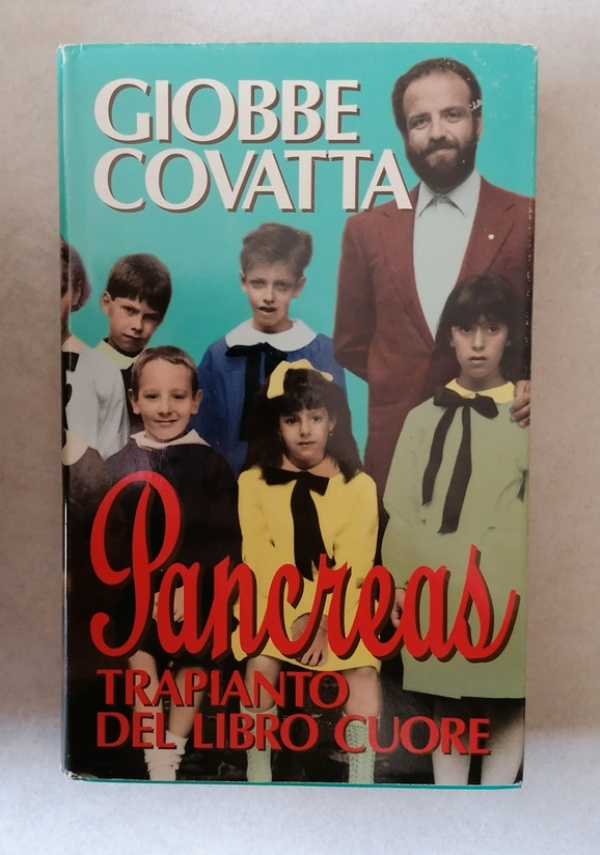 GIOBBE
COVATTA
Pancreas
TRAPIANTO
DEL LIBRO CUORE